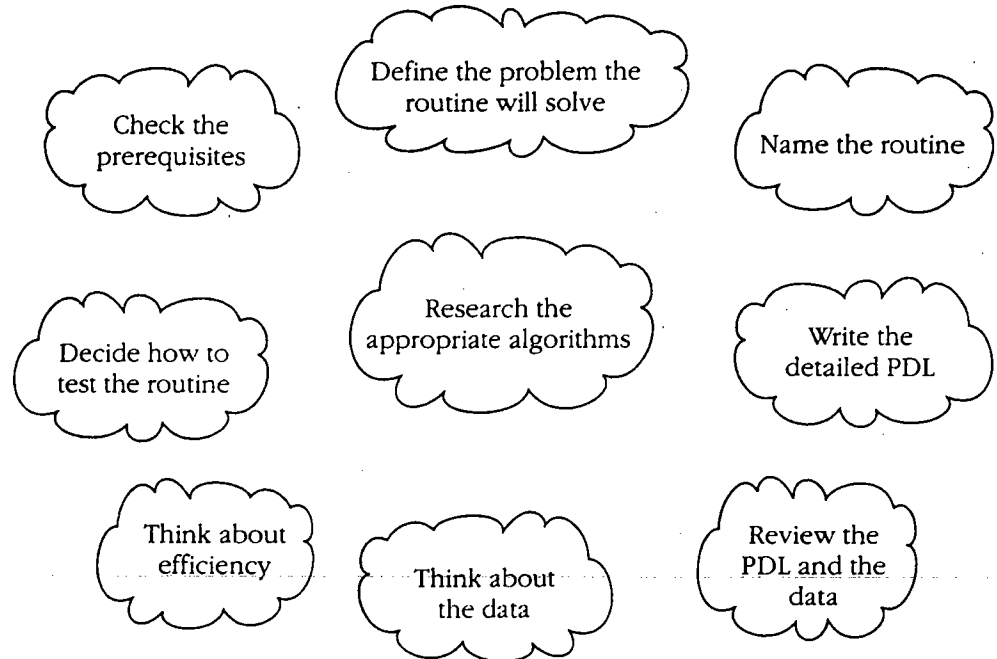 Check the
prerequisites
Define the problem the
routine will solve
Name the routine
Decide how to
test the routine
Research the
appropriate algorithms
Write the
detailed PDL
Think about
efficiency
Think about
the data
Review the
PDL and the
data